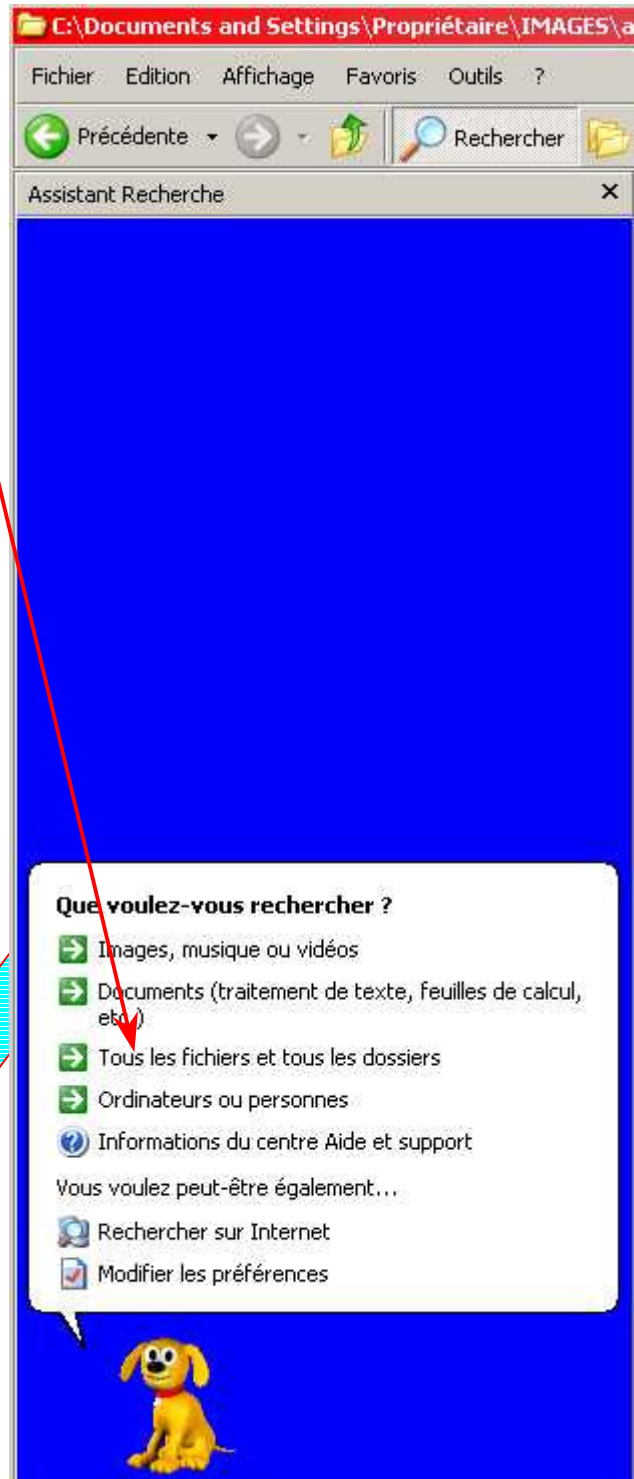 C:\Documents and Settings\Propriétaire\IMAGES\a
Fichier Edition Affichage Favoris Outils ?
Précédente Rechercher
Assistant Recherche
Que voulez-vous rechercher ?
Images, musique ou vidéos
Documents (traitement de texte, feuilles de calcul,
etc.)
Tous les fichiers et tous les dossiers
Ordinateurs ou personnes
Informations du centre Aide et support
Vous voulez peut-être également...
Rechercher sur Internet
Modifier les préférences